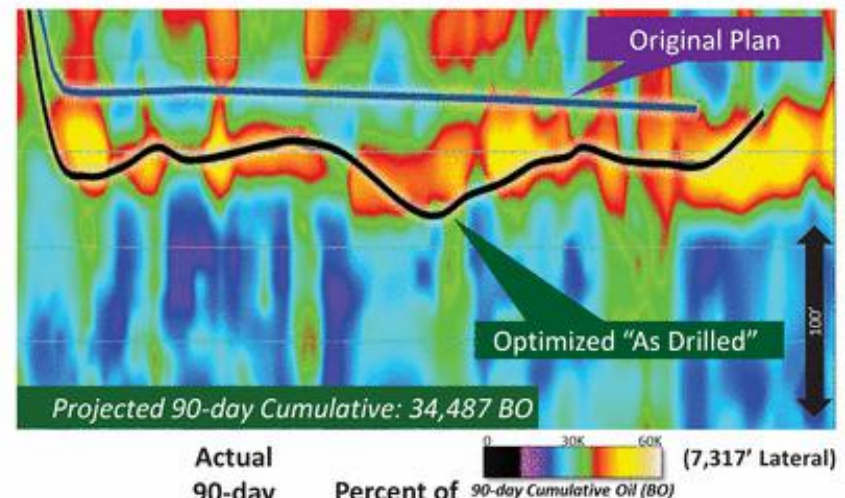 Original Plan
Optimized "As Drilled"
100'
Projected 90-day Cumulative: 34,487 BO
0 30K 60K
(7,317' Lateral)
Actual
90-day
Percent of
90-day Cumulative Oil (BO)